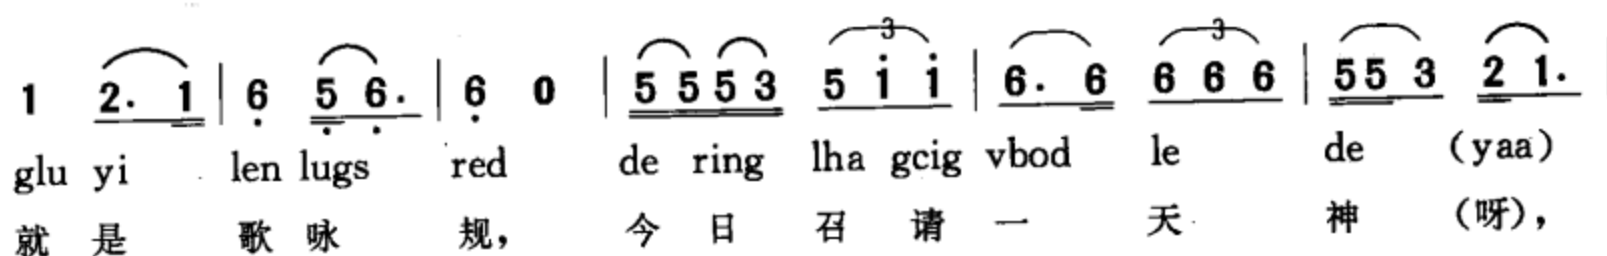 3 3
1 2. 1 | 6 5 6. | 6 0 | 5 5 5 3 5 i i | 6. 6 6 6 6 | 5 5 3 2 1.
glu yi len lugs red de ring lha gcig vbod le de (yaa)
就 是 歌 咏 规， 今 日 召 请 一 天 神 （呀），